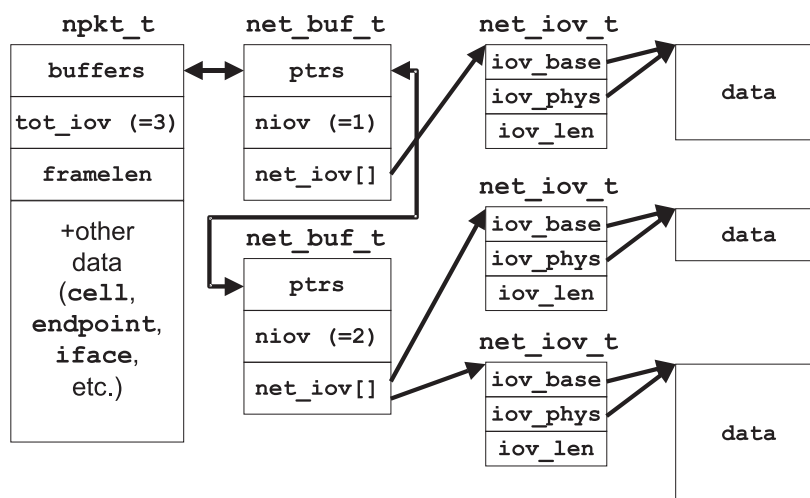 npkt_t
buffers
tot_iov (=3)
framelen
+other
data
(cell,
endpoint,
iface,
etc.)
net_buf_t
ptrs
niov (=1)
net_iov[]
net_buf_t
ptrs
niov (=2)
net_iov[]
net_iov_t
iov_base
iov_phys
iov_len
data
net_iov_t
iov_base
iov_phys
iov_len
data
net_iov_t
iov_base
iov_phys
iov_len
data